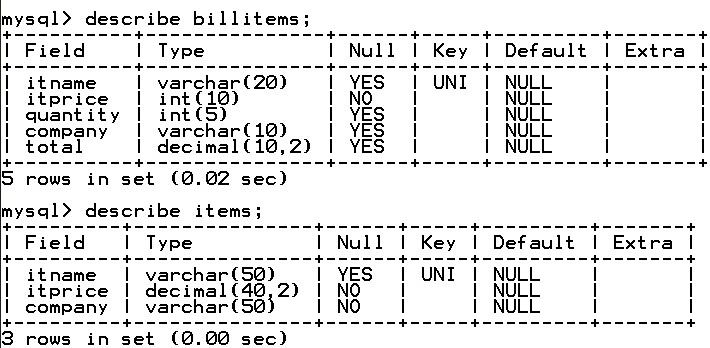 mysql> describe billitems;
+----------+---------------+------+-----+---------+-------+
| Field | Type | Null | Key | Default | Extra |
+----------+---------------+------+-----+---------+-------+
| itname | varchar(20) | YES | UNI | NULL | |
| itprice | int(10) | NO | | NULL | |
| quantity | int(5) | YES | | NULL | |
| company | varchar(10) | YES | | NULL | |
| total | decimal(10,2) | YES | | NULL | |
+----------+---------------+------+-----+---------+-------+
5 rows in set (0.02 sec)
mysql> describe items;
+---------+---------------+------+-----+---------+-------+
| Field | Type | Null | Key | Default | Extra |
+---------+---------------+------+-----+---------+-------+
| itname | varchar(50) | YES | UNI | NULL | |
| itprice | decimal(40,2) | NO | | NULL | |
| company | varchar(50) | NO | | NULL | |
+---------+---------------+------+-----+---------+-------+
3 rows in set (0.00 sec)